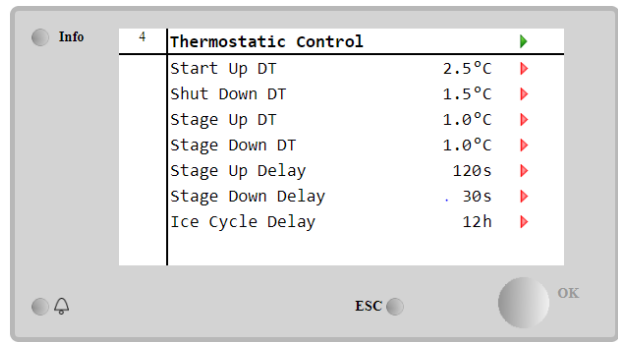 Info
4 Thermostatic Control
Start Up DT 2.5°C
Shut Down DT 1.5°C
Stage Up DT 1.0°C
Stage Down DT 1.0°C
Stage Up Delay 120s
Stage Down Delay . 30s
Ice Cycle Delay 12h
ESC
OK